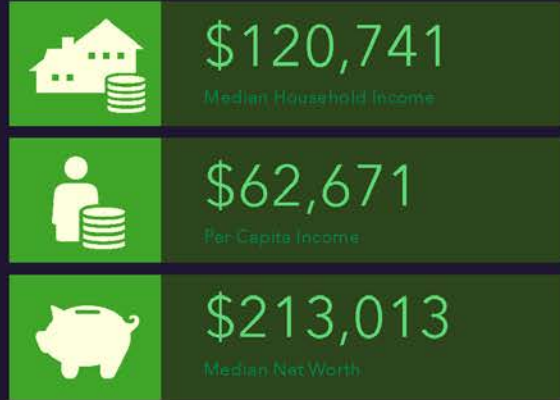 $120,741
Median Household Income
$62,671
Per Capita Income
$213,013
Median Net Worth